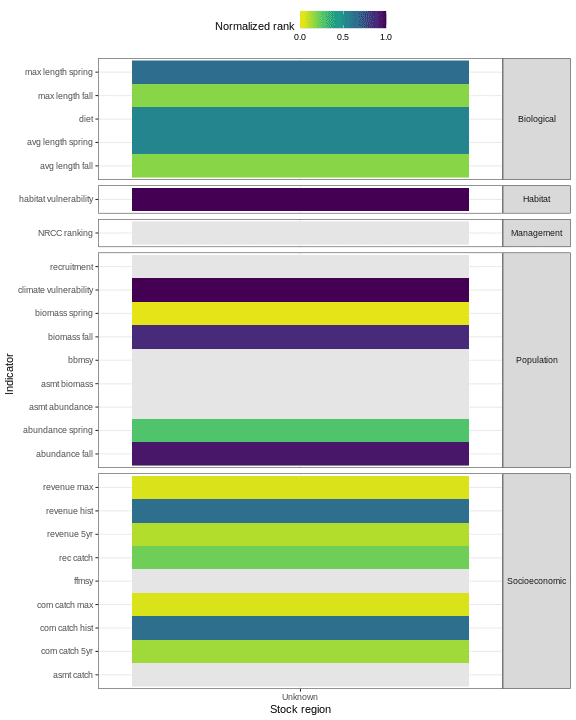 Normalized rank
0.0 0.5 1.0
max length spring
max length fall
diet
avg length spring
avg length fall
Biological
habitat vulnerability
Habitat
NRCC ranking
Management
recruitment
climate vulnerability
biomass spring
biomass fall
bbmsy
asmt biomass
asmt abundance
abundance spring
abundance fall
Population
revenue max
revenue hist
revenue 5yr
rec catch
ffmsy
com catch max
com catch hist
com catch 5yr
asmt catch
Socioeconomic
Indicator
Unknown
Stock region